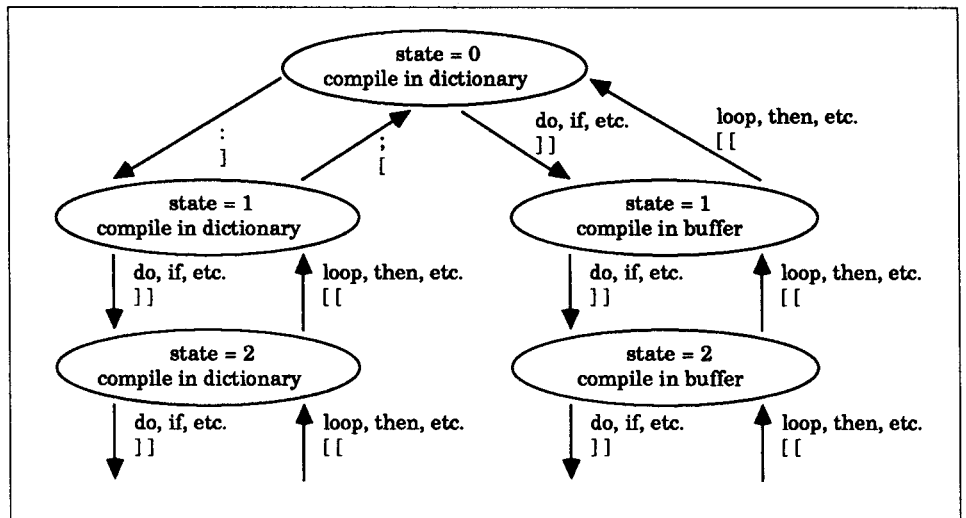 state = 0
compile in dictionary
:
]
;
[
do, if, etc.
]]
loop, then, etc.
[[
state = 1
compile in dictionary
state = 1
compile in buffer
do, if, etc.
]]
loop, then, etc.
[[
do, if, etc.
]]
loop, then, etc.
[[
state = 2
compile in dictionary
state = 2
compile in buffer
do, if, etc.
]]
loop, then, etc.
[[
do, if, etc.
]]
loop, then, etc.
[[